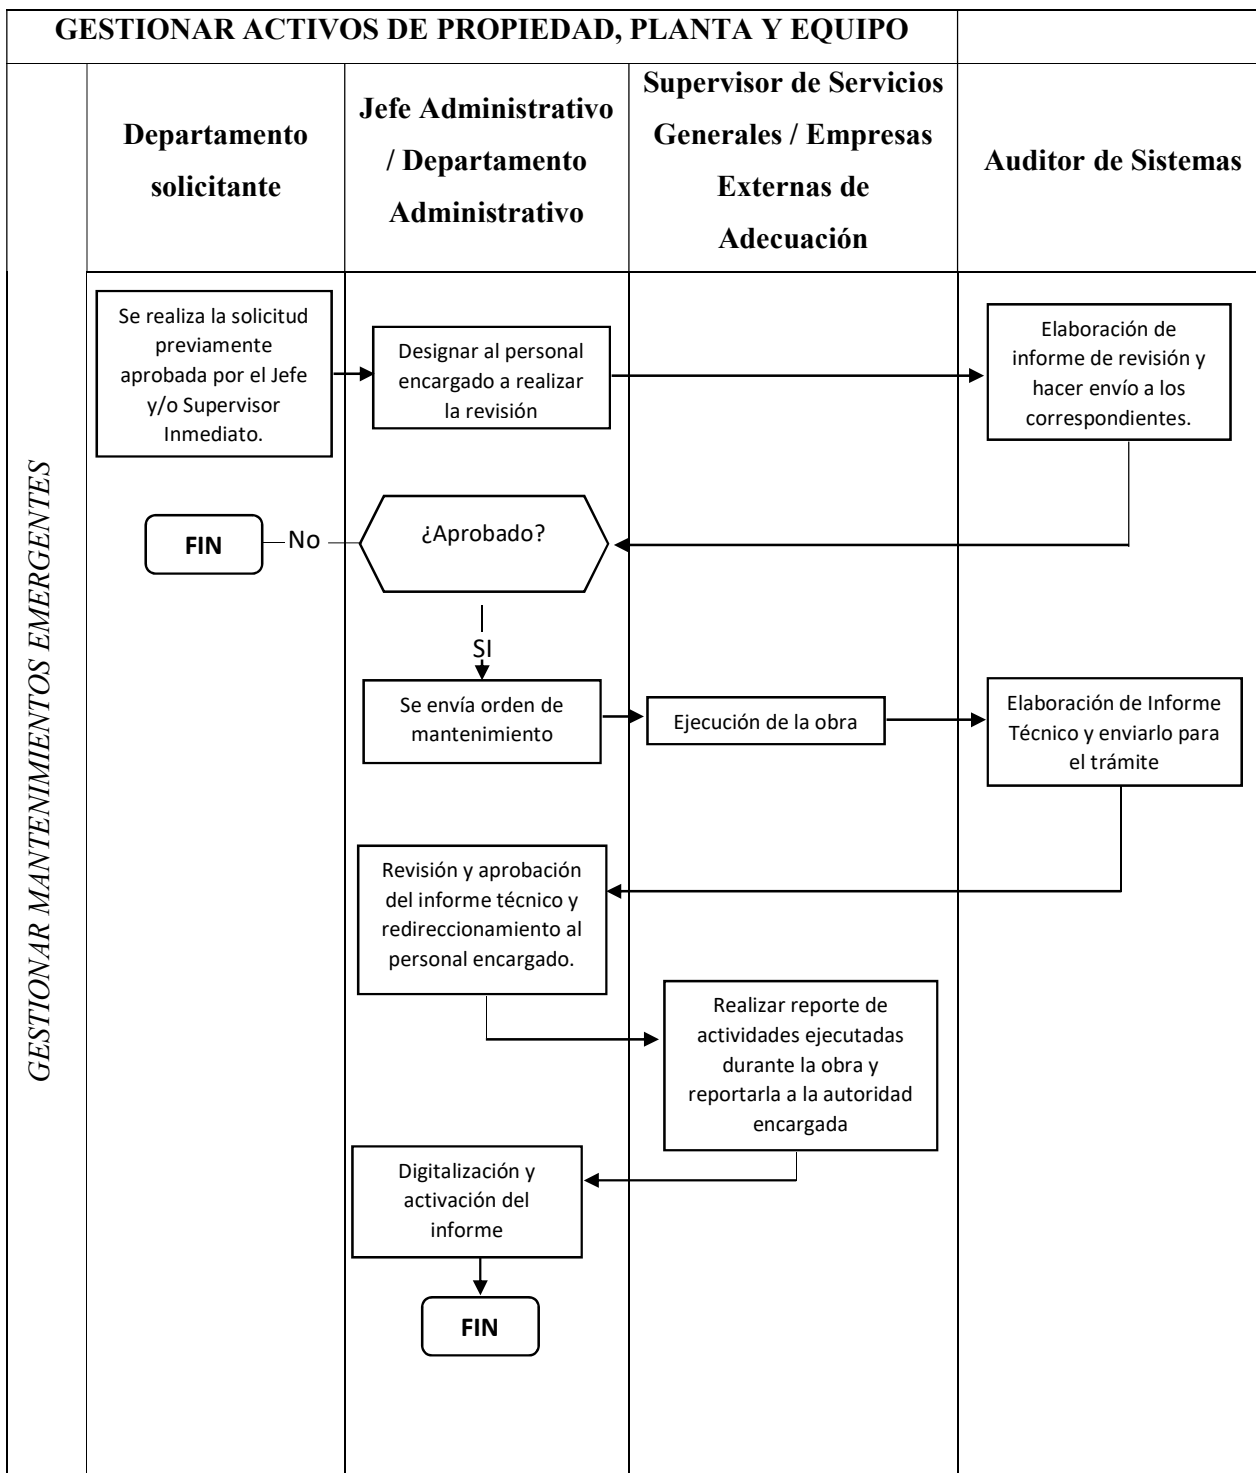 GESTIONAR ACTIVOS DE PROPIEDAD, PLANTA Y EQUIPO
Departamento
solicitante
Jefe Administrativo
/ Departamento
Administrativo
Supervisor de Servicios
Generales / Empresas
Externas de
Adecuación
Auditor de Sistemas
GESTIONAR MANTENIMIENTOS EMERGENTES
Se realiza la solicitud
previamente
aprobada por el Jefe
y/o Supervisor
Inmediato.
Designar al personal
encargado a realizar
la revisión
Elaboración de
informe de revisión y
hacer envío a los
correspondientes.
¿Aprobado?
No
FIN
SI
Se envía orden de
mantenimiento
Ejecución de la obra
Elaboración de Informe
Técnico y enviarlo para
el trámite
Revisión y aprobación
del informe técnico y
redireccionamiento al
personal encargado.
Realizar reporte de
actividades ejecutadas
durante la obra y
reportarla a la autoridad
encargada
Digitalización y
activación del
informe
FIN